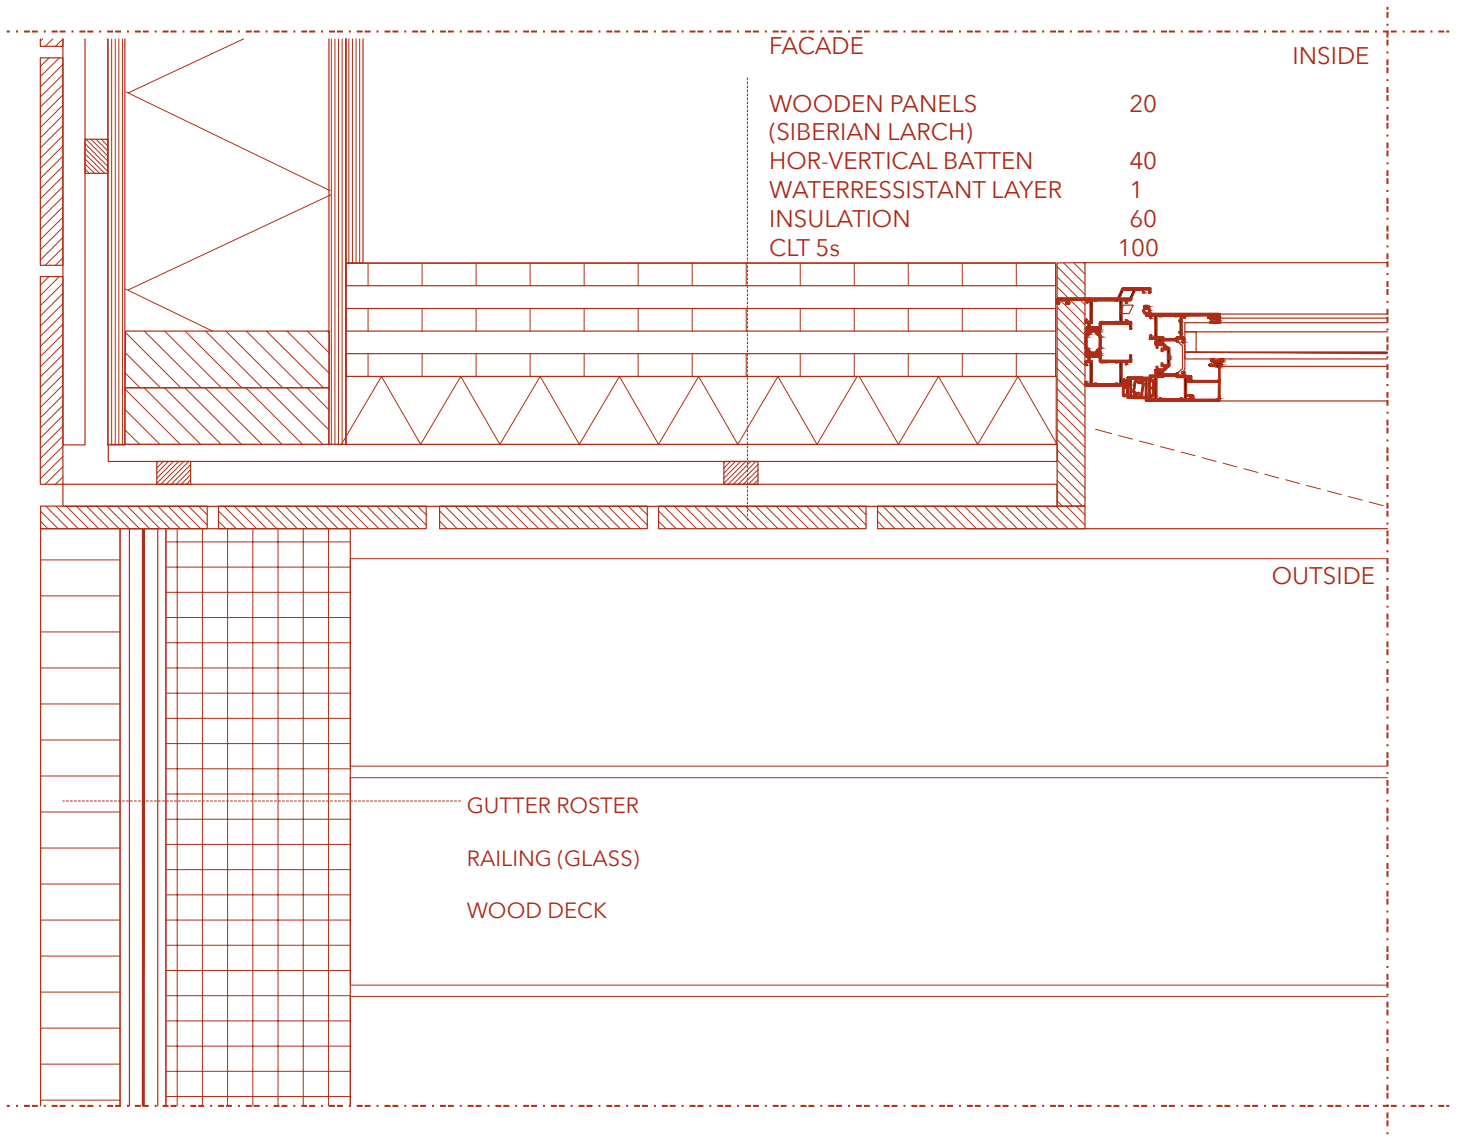 FACADE
INSIDE
WOODEN PANELS 20
(SIBERIAN LARCH)
HOR-VERTICAL BATTEN 40
WATERRESSISTANT LAYER 1
INSULATION 60
CLT 5s 100
OUTSIDE
GUTTER ROSTER
RAILING (GLASS)
WOOD DECK